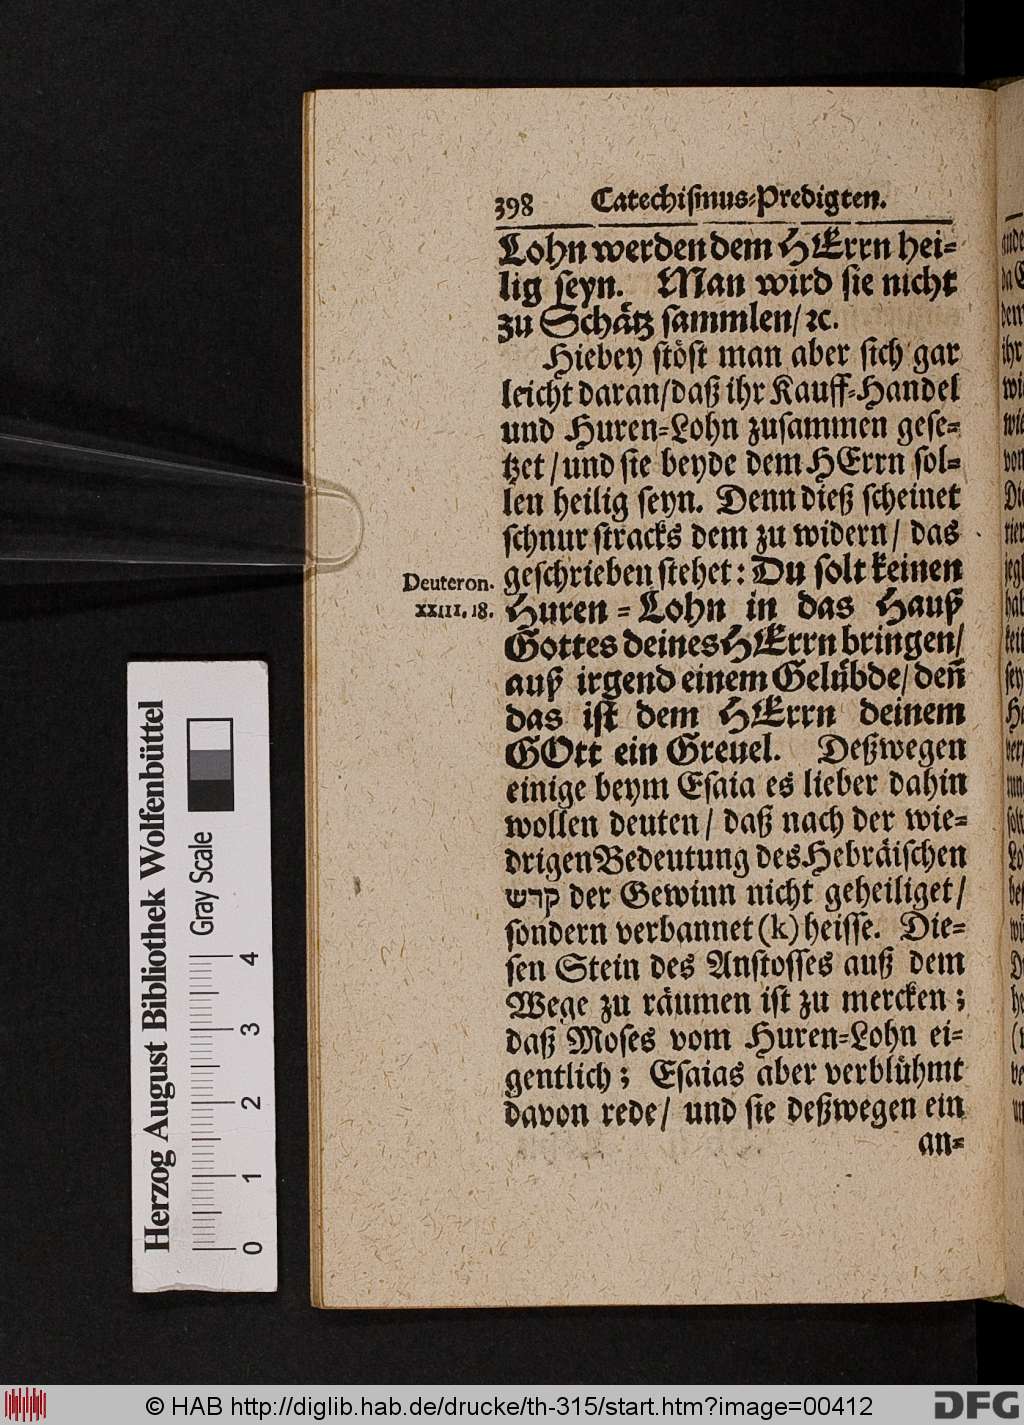 398 Catechismus-Predigten.
Lohn werden dem HErrn hei-
lig seyn. Man wird sie nicht
zu Schätz sammlen/ ꝛc.
Hiebey stöst man aber sich gar
leicht daran/daß ihr Kauff-Handel
und Huren-Lohn zusammen gese-
tzet/ und sie beyde dem HErrn sol-
len heilig seyn. Denn dieß scheinet
schnur stracks dem zu widern/ das
geschrieben stehet: Du solt keinen
Deuteron.
XXIII. 18.
Huren-Lohn in das Hauß
Gottes deines HErrn bringen/
auß irgend einem Gelübde/ deñ
das ist dem HErrn deinem
GOtt ein Greuel. Deßwegen
einige beym Esaia es lieber dahin
wollen deuten/ daß nach der wie-
drigen Bedeutung des Hebräischen
קדש der Gewinn nicht geheiliget/
sondern verbannet (k) heisse. Die-
sen Stein des Anstosses auß dem
Wege zu räumen ist zu mercken;
daß Moses vom Huren-Lohn ei-
gentlich; Esaias aber verblühmt
davon rede/ und sie deßwegen ein
an-
Herzog August Bibliothek Wolfenbüttel
Gray Scale
0 1 2 3 4
© HAB http://diglib.hab.de/drucke/th-315/start.htm?image=00412
DFG